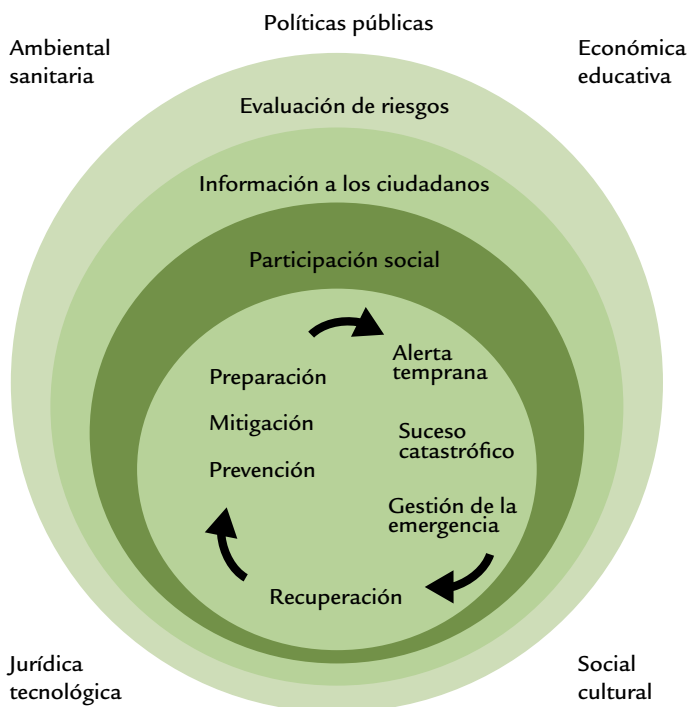 Políticas públicas
Ambiental
sanitaria
Económica
educativa
Evaluación de riesgos
Información a los ciudadanos
Participación social
Preparación
Mitigación
Prevención
Alerta
temprana
Suceso
catastrófico
Gestión de la
emergencia
Recuperación
Jurídica
tecnológica
Social
cultural